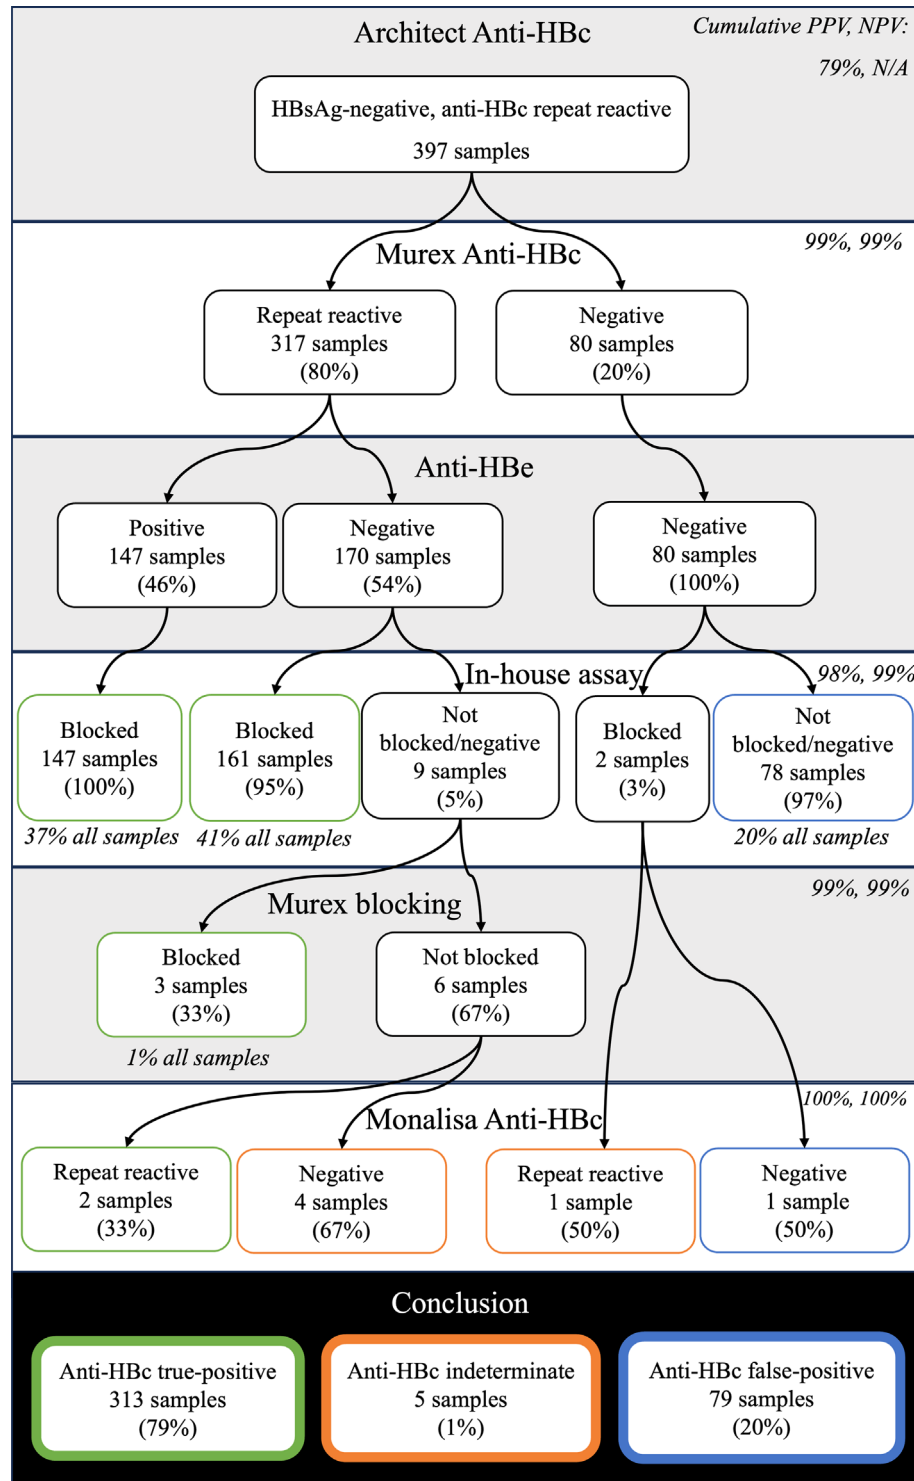 Architect Anti-HBc
Cumulative PPV, NPV:
79%, N/A
HBsAg-negative, anti-HBc repeat reactive
397 samples
Murex Anti-HBc
99%, 99%
Repeat reactive
317 samples
(80%)
Negative
80 samples
(20%)
Anti-HBe
Positive
147 samples
(46%)
Negative
170 samples
(54%)
Negative
80 samples
(100%)
In-house assay
98%, 99%
Blocked
147 samples
(100%)
37% all samples
Blocked
161 samples
(95%)
41% all samples
Not
blocked/negative
9 samples
(5%)
Blocked
2 samples
(3%)
Not
blocked/negative
78 samples
(97%)
20% all samples
Murex blocking
99%, 99%
Blocked
3 samples
(33%)
1% all samples
Not blocked
6 samples
(67%)
Monalisa Anti-HBc
100%, 100%
Repeat reactive
2 samples
(33%)
Negative
4 samples
(67%)
Repeat reactive
1 sample
(50%)
Negative
1 sample
(50%)
Conclusion
Anti-HBc true-positive
313 samples
(79%)
Anti-HBc indeterminate
5 samples
(1%)
Anti-HBc false-positive
79 samples
(20%)